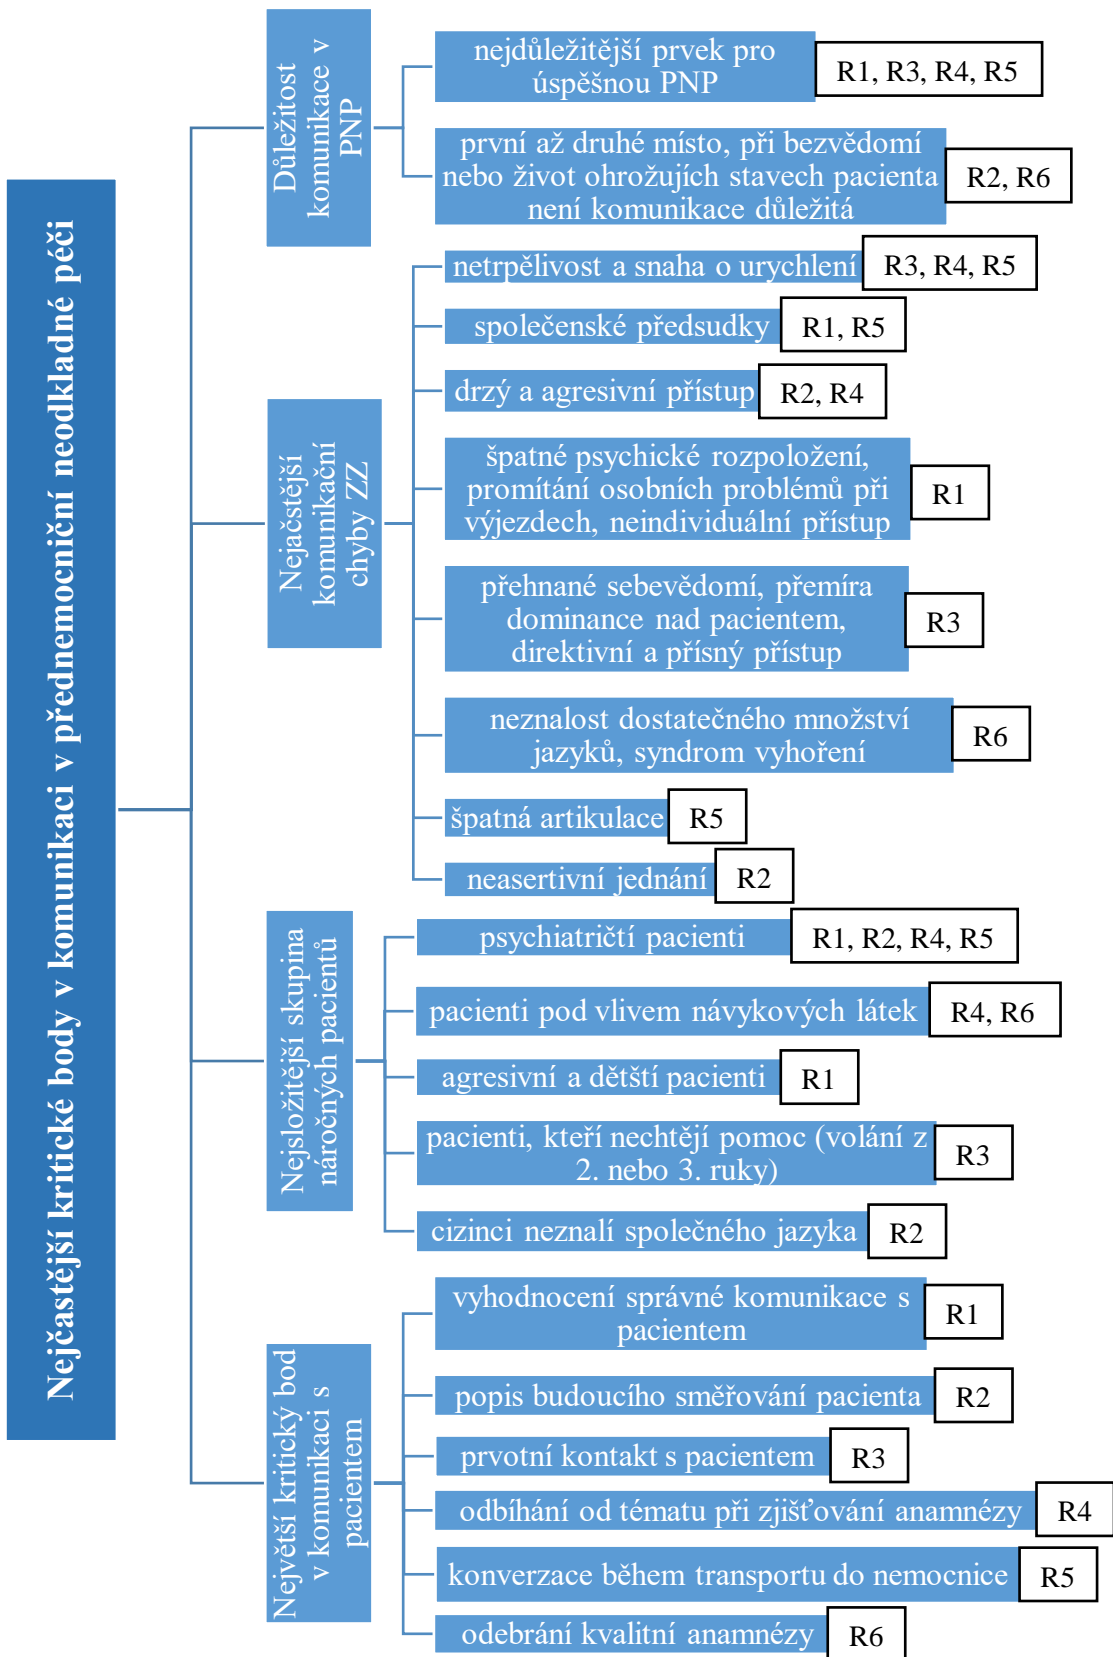 Nejčastější kritické body v komunikaci v přednemocniční neodkladné péči
Důležitost
komunikace v
PNP
nejdůležitější prvek pro
úspěšnou PNP
R1, R3, R4, R5
první až druhé místo, při bezvědomí
nebo život ohrožujících stavech pacienta
není komunikace důležitá
R2, R6
Nejačstější
komunikační
chyby ZZ
netrpělivost a snaha o urychlení
R3, R4, R5
společenské předsudky
R1, R5
drzý a agresivní přístup
R2, R4
špatné psychické rozpoložení,
promítání osobních problémů při
výjezdech, neindividuální přístup
R1
přehnané sebevědomí, přemíra
dominance nad pacientem,
direktivní a přísný přístup
R3
neznalost dostatečného množství
jazyků, syndrom vyhoření
R6
špatná artikulace
R5
neasertivní jednání
R2
Nejsložitější skupina
náročných pacientů
psychiatričtí pacienti
R1, R2, R4, R5
pacienti pod vlivem návykových látek
R4, R6
agresivní a dětští pacienti
R1
pacienti, kteří nechtějí pomoc (volání z
2. nebo 3. ruky)
R3
cizinci neznalí společného jazyka
R2
Největší kritický bod
v komunikaci s
pacientem
vyhodnocení správné komunikace s
pacientem
R1
popis budoucího směřování pacienta
R2
prvotní kontakt s pacientem
R3
odbíhání od tématu při zjišťování anamnézy
R4
konverzace během transportu do nemocnice
R5
odebrání kvalitní anamnézy
R6